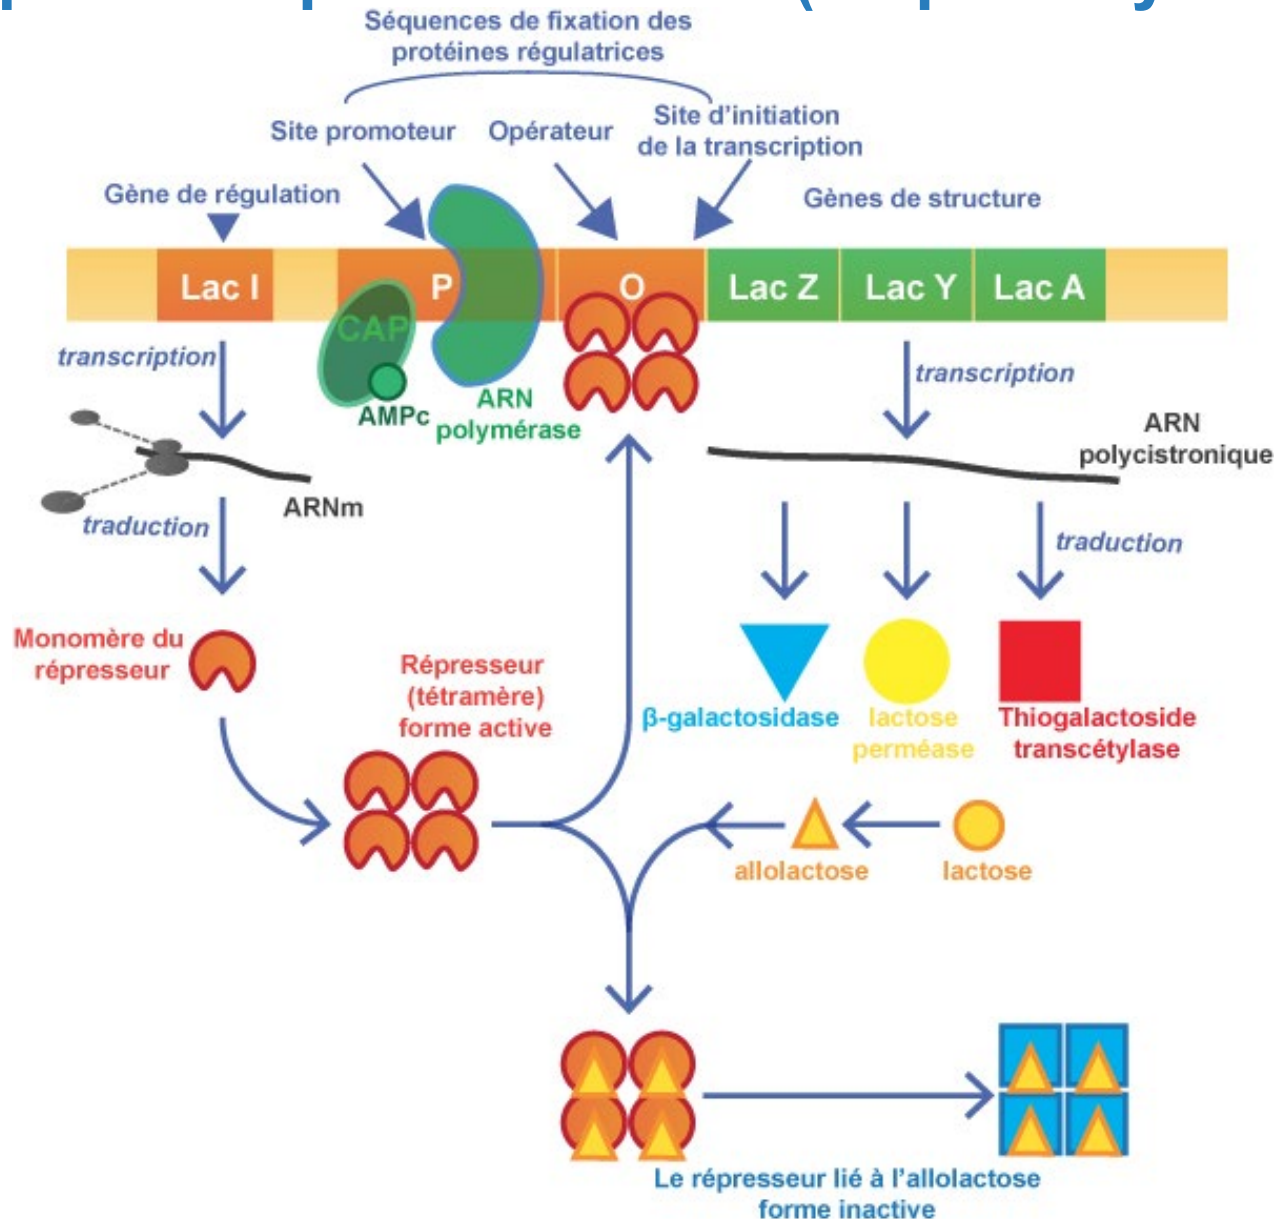 Séquences de fixation des
protéines régulatrices
Site promoteur
Opérateur
Site d'initiation
de la transcription
Gène de régulation
Gènes de structure
Lac I
P
O
Lac Z
Lac Y
Lac A
CAP
AMPc
ARN
polymérase
transcription
transcription
ARN
polycistronique
ARNm
traduction
traduction
Monomère du
répresseur
Répresseur
(tétramère)
forme active
β-galactosidase
lactose
perméase
Thiogalactoside
transcétylase
allolactose
lactose
Le répresseur lié à l'allolactose
forme inactive